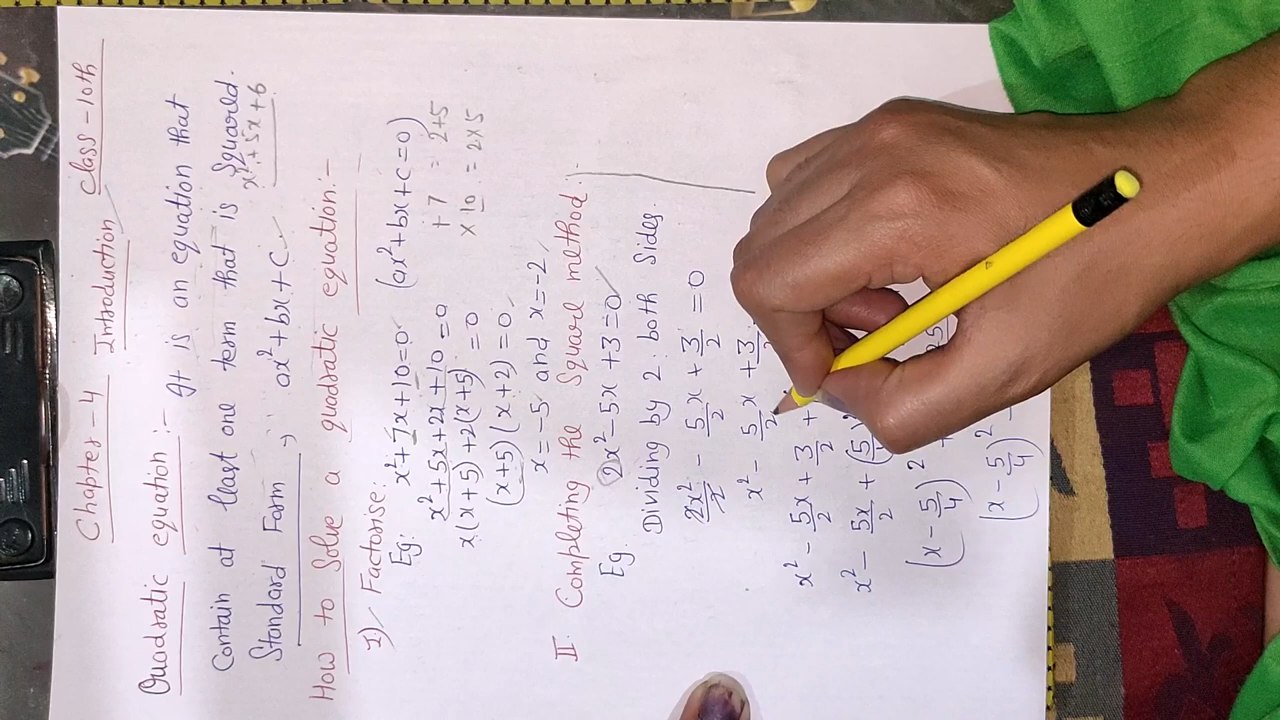 Chapter - 4 Introduction Class - 10th
Quadratic equation :- It is an equation that
Contain at least one term that is Squared.
x² + 5x + 6
Standard Form ,; ax² + bx + C
How to Solve a quadratic equation:-
I) Factorise:
Eg: x² + 7x + 10 = 0 (ax² + bx + C = 0)
x² + 5x + 2x + 10 = 0 + 7 = 2+5
x(x+5) + 2(x+5) = 0 x 10 = 2x5
(x+5) (x+2) = 0
x = -5 and x = -2
II Completing the Square method :-
Eg. 2x² - 5x + 3 = 0
Dividing by 2 both Sides.
2x²/2 - 5/2 x + 3/2 = 0
x² - 5/2 x + 3/
x² - 5x/2 + 3/2 +
x² - 5x/2 + (5/
(x - 5/4)² +
(x - 5/4)² -